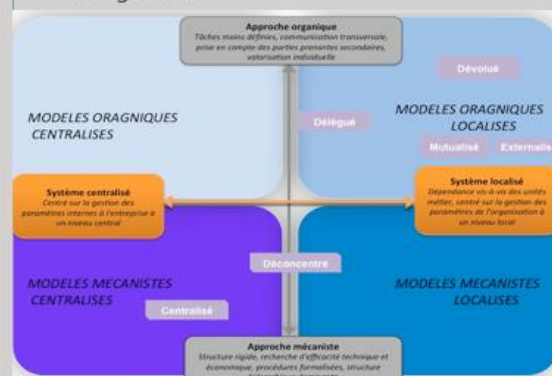 Approche organique
Tâches moins définies, communication transversale,
prise en compte des parties prenantes secondaires,
valorisation individuelle
Dévolué
MODELES ORAGNIQUES
CENTRALISES
Délégué
MODELES ORAGNIQUES
LOCALISES
Mutualisé
Externalis
Système centralisé
Centré sur la gestion des
paramètres internes à l'entreprise à
un niveau central
Système localisé
Dépendance vis-à-vis des unités
métier, centré sur la gestion des
paramètres de l'organisation à
un niveau local
Déconcentré
MODELES MECANISTES
CENTRALISES
MODELES MECANISTES
LOCALISES
Centralisé
Approche mécaniste
Structure rigide, recherche d'efficacité technique et
économique, procédures formalisées, structure